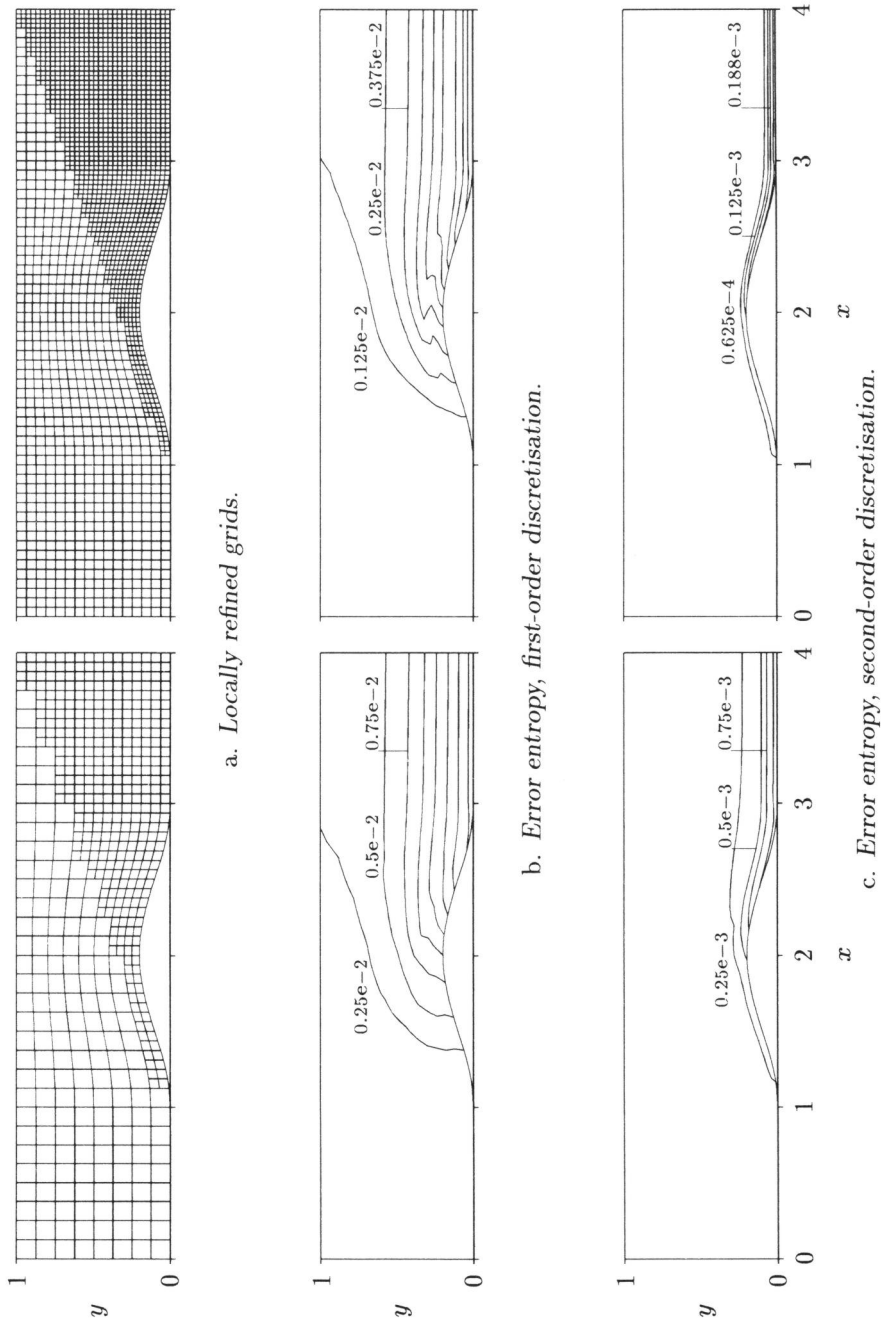 y
1
0
a. Locally refined grids.
y
1
0
0.25e−2
0.5e−2
0.75e−2
0.125e−2
0.25e−2
0.375e−2
b. Error entropy, first-order discretisation.
y
1
0
0.25e−3
0.5e−3
0.75e−3
0 1 2 3 4
x
0.625e−4
0.125e−3
0.188e−3
0 1 2 3 4
x
c. Error entropy, second-order discretisation.